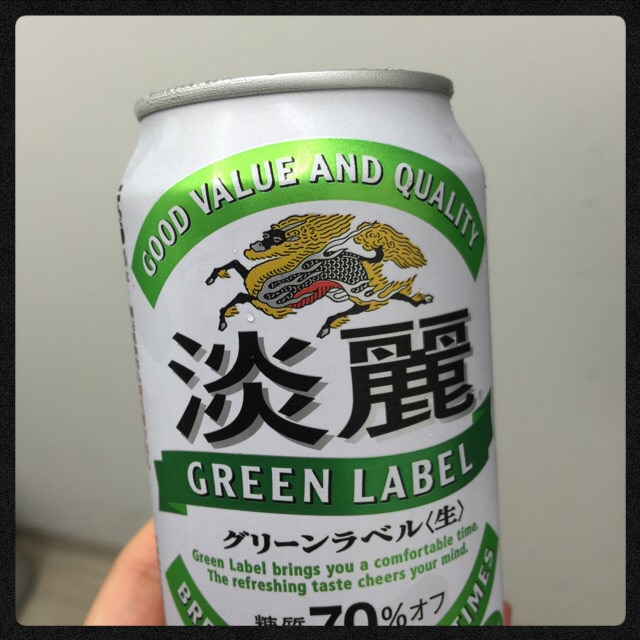 GOOD VALUE AND QUALITY
淡麗
GREEN LABEL
グリーンラベル〈生〉
Green Label brings you a comfortable time.
The refreshing taste cheers your mind.
糖質70%オフ
TIMES